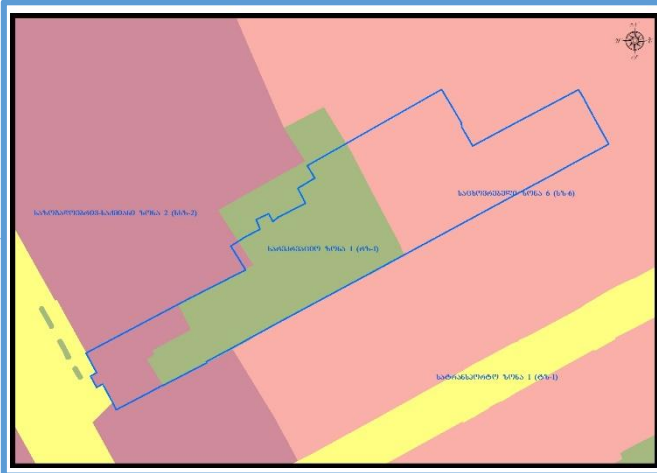 საზოგადოებრივ-საქმიანი ზონა 2 (სსზ-2)
საცხოვრებელი ზონა 6 (სზ-6)
სარეკრეაციო ზონა 1 (რზ-1)
სატრანსპორტო ზონა 1 (ტზ-1)